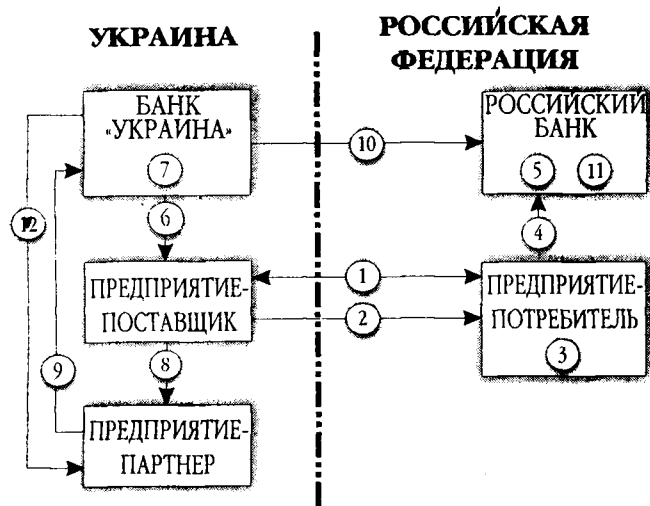 УКРАИНА
РОССИЙСКАЯ
ФЕДЕРАЦИЯ
БАНК
«УКРАИНА»
7
10
РОССИЙСКИЙ
БАНК
5 11
12
6
4
ПРЕДПРИЯТИЕ-
ПОСТАВЩИК
1
2
ПРЕДПРИЯТИЕ-
ПОТРЕБИТЕЛЬ
3
9
8
ПРЕДПРИЯТИЕ-
ПАРТНЕР